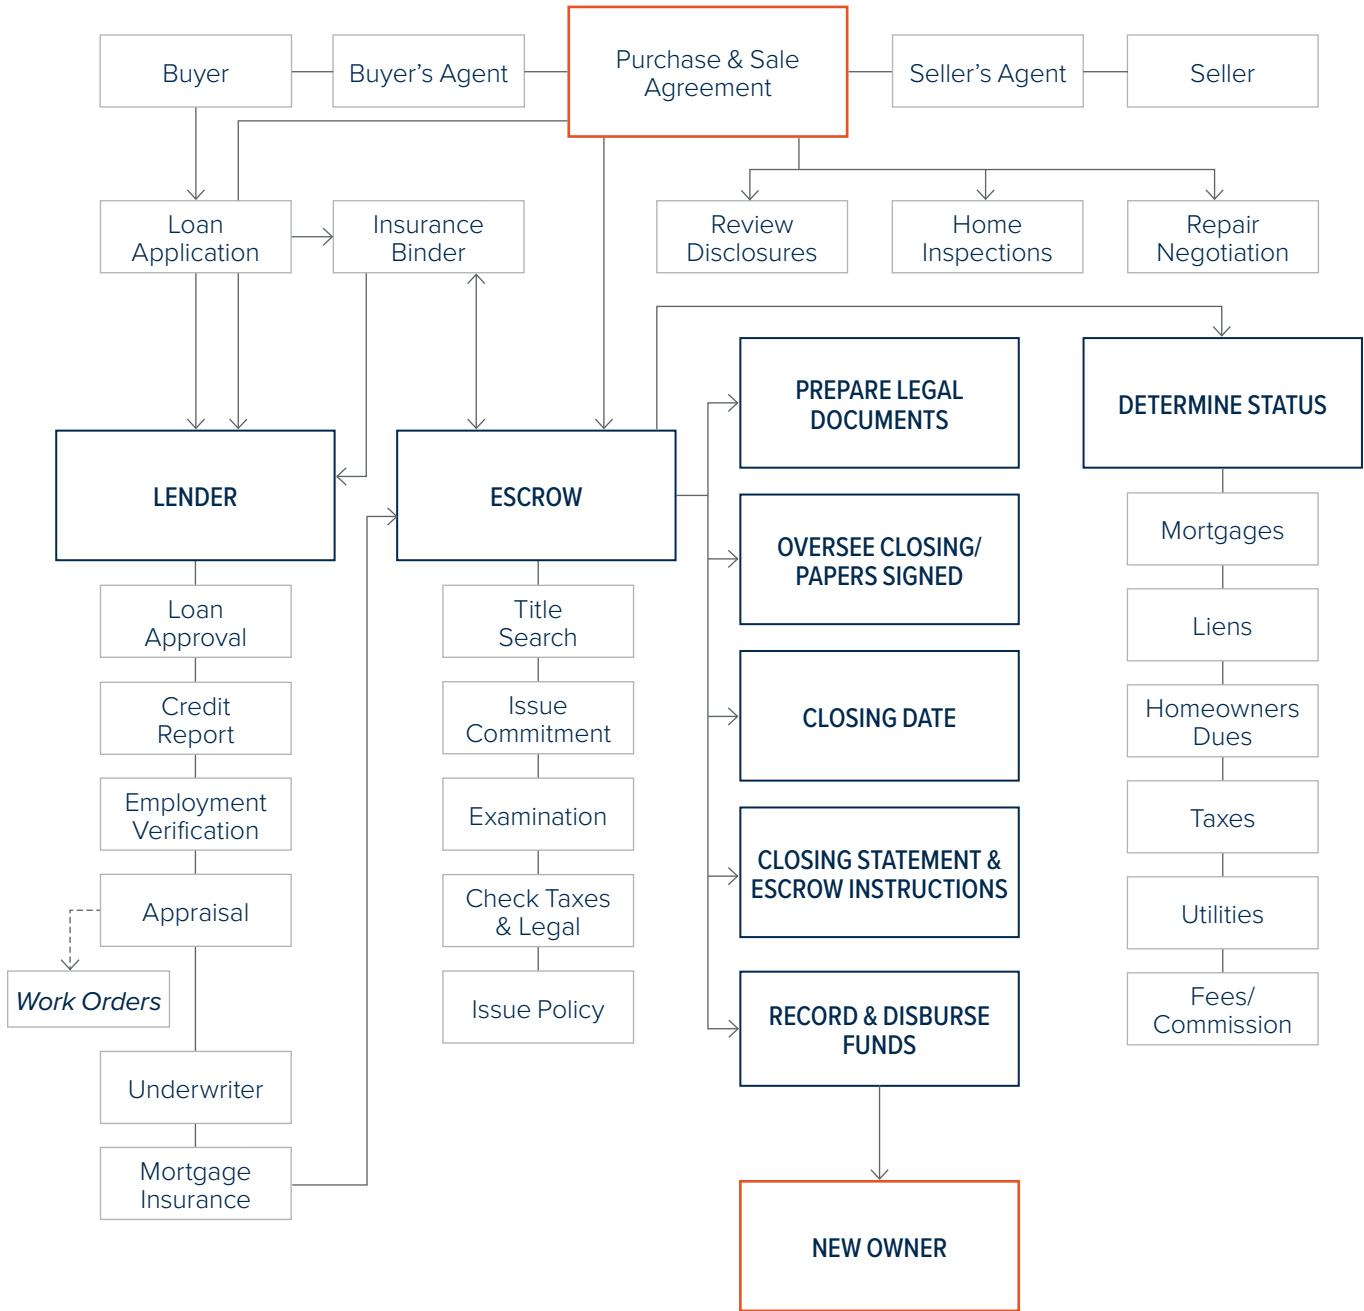 Buyer
Buyer’s Agent
Purchase & Sale
Agreement
Seller’s Agent
Seller
Loan
Application
Insurance
Binder
Review
Disclosures
Home
Inspections
Repair
Negotiation
LENDER
ESCROW
PREPARE LEGAL
DOCUMENTS
DETERMINE STATUS
OVERSEE CLOSING/
PAPERS SIGNED
CLOSING DATE
CLOSING STATEMENT &
ESCROW INSTRUCTIONS
RECORD & DISBURSE
FUNDS
NEW OWNER
Loan
Approval
Credit
Report
Employment
Verification
Appraisal
Work Orders
Underwriter
Mortgage
Insurance
Title
Search
Issue
Commitment
Examination
Check Taxes
& Legal
Issue Policy
Mortgages
Liens
Homeowners
Dues
Taxes
Utilities
Fees/
Commission